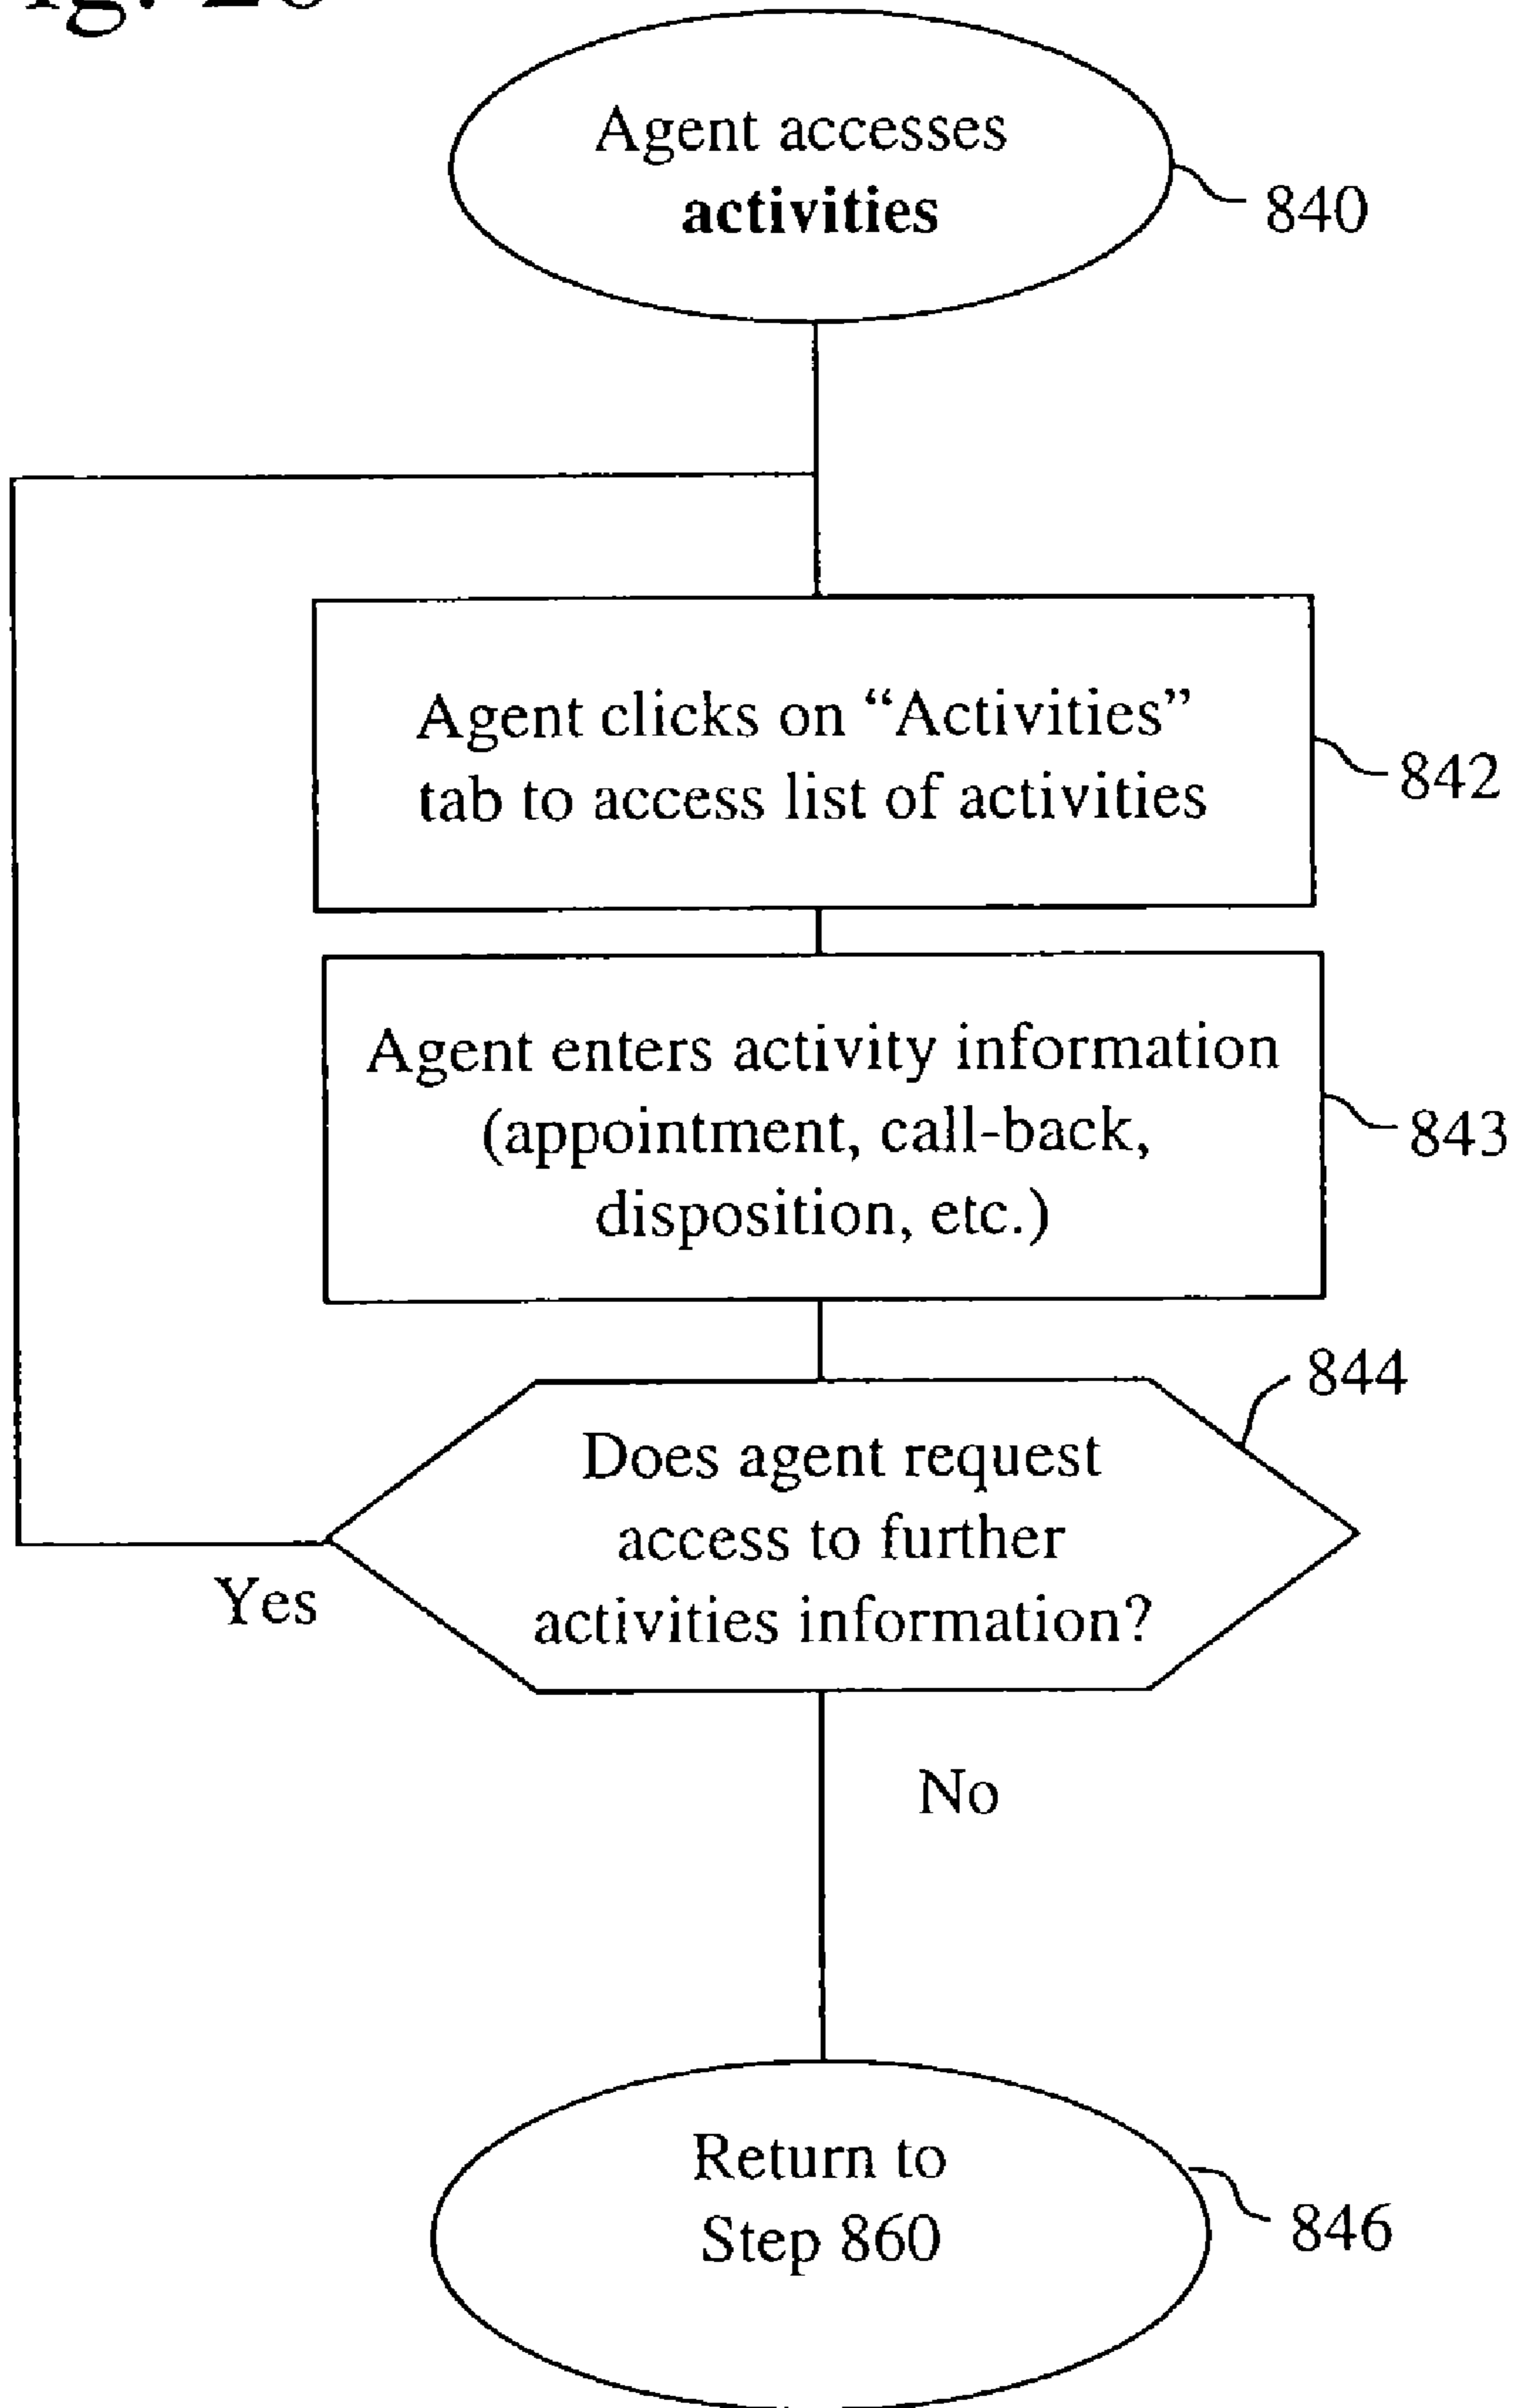 Agent accesses
activities
840
Agent clicks on “Activities”
tab to access list of activities
842
Agent enters activity information
(appointment, call-back,
disposition, etc.)
843
844
Does agent request
access to further
activities information?
Yes
No
Return to
Step 860
846